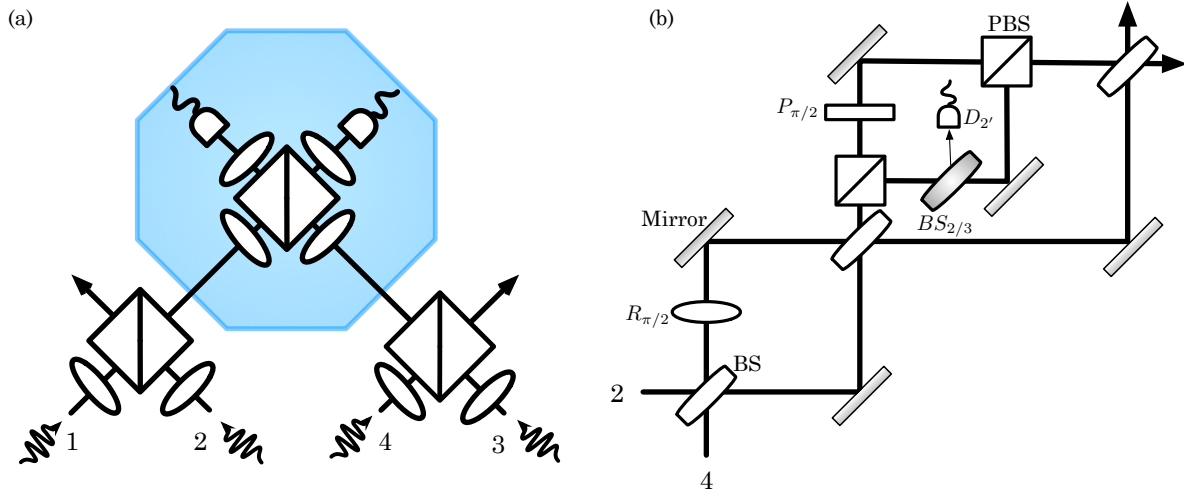 (a)
1
2
4
3
(b)
PBS
P_{π/2}
D_{2'}
Mirror
BS_{2/3}
R_{π/2}
BS
2
4